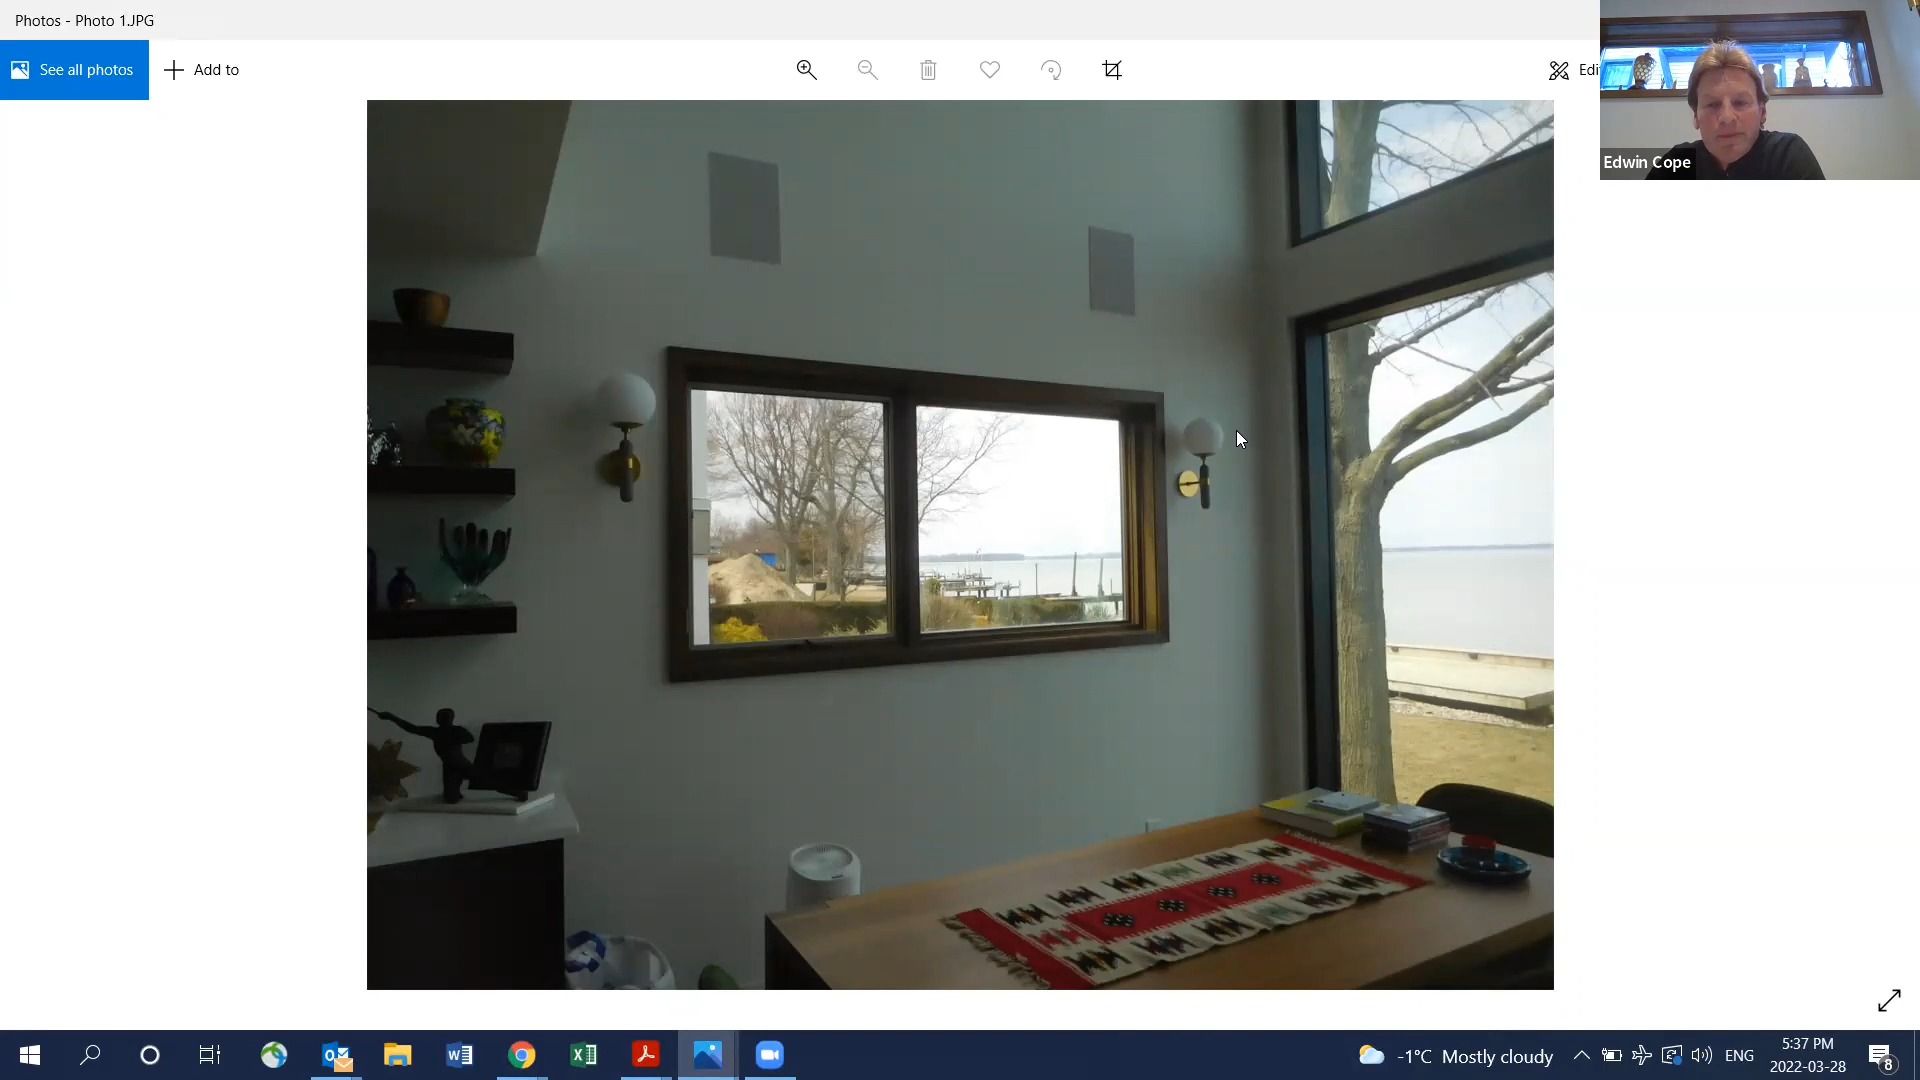 Photos - Photo 1.JPG
See all photos
Add to
Edi
Edwin Cope
-1°C Mostly cloudy
ENG
5:37 PM
2022-03-28
8